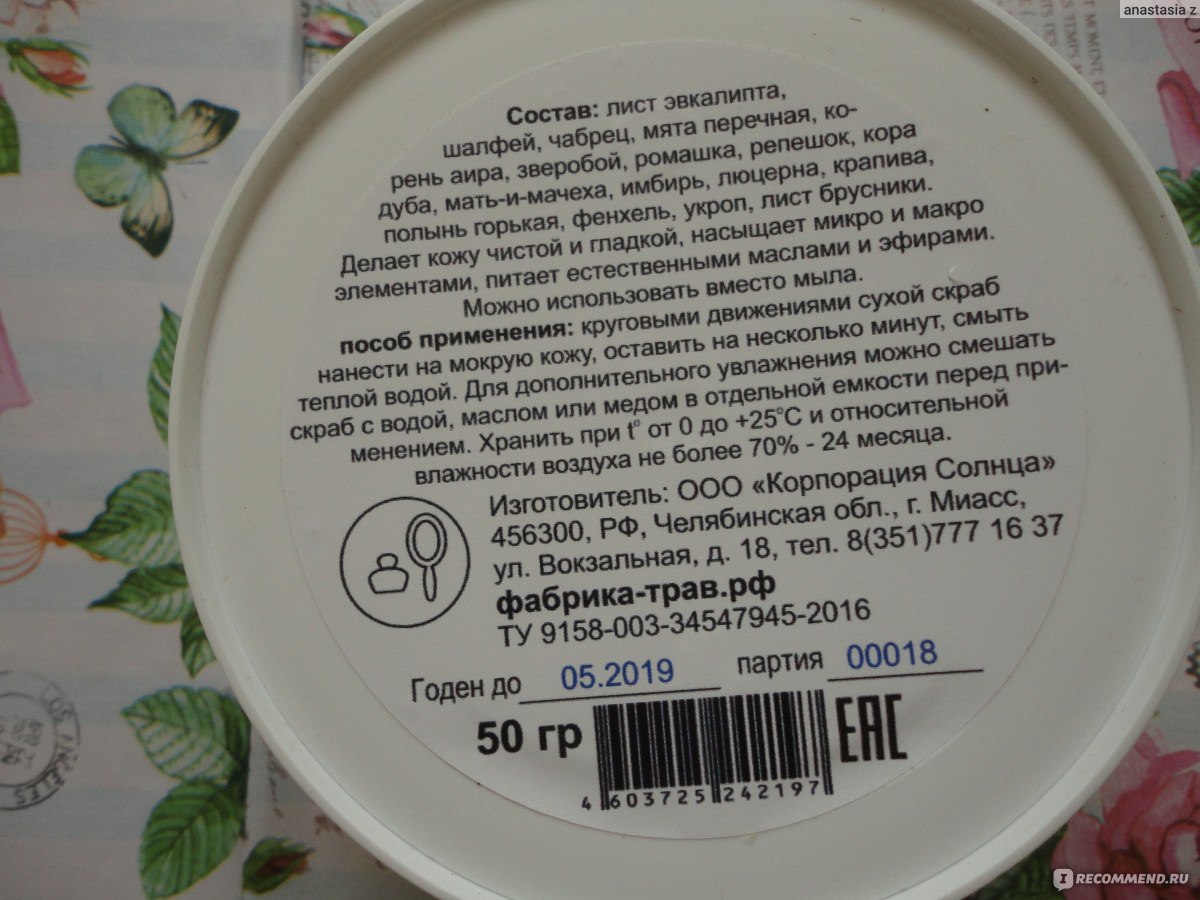 anastasia z
Состав: лист эвкалипта,
шалфей, чабрец, мята перечная, ко-
рень аира, зверобой, ромашка, репешок, кора
дуба, мать-и-мачеха, имбирь, люцерна, крапива,
полынь горькая, фенхель, укроп, лист брусники.
Делает кожу чистой и гладкой, насыщает микро и макро
элементами, питает естественными маслами и эфирами.
Можно использовать вместо мыла.
пособ применения: круговыми движениями сухой скраб
нанести на мокрую кожу, оставить на несколько минут, смыть
теплой водой. Для дополнительного увлажнения можно смешать
скраб с водой, маслом или медом в отдельной емкости перед при-
менением. Хранить при t° от 0 до +25°C и относительной
влажности воздуха не более 70% - 24 месяца.
Изготовитель: ООО «Корпорация Солнца»
456300, РФ, Челябинская обл., г. Миасс,
ул. Вокзальная, д. 18, тел. 8(351)777 16 37
фабрика-трав.рф
ТУ 9158-003-34547945-2016
Годен до 05.2019 партия 00018
50 гр EAC
4 603725 242197
I RECOMMEND.RU